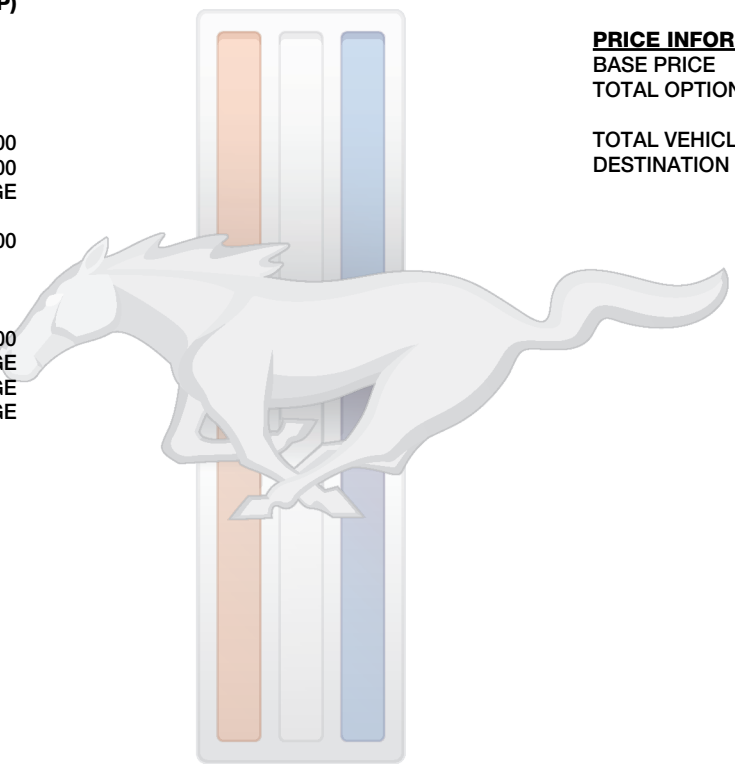 P)
00
00
GE
00
00
GE
GE
GE
PRICE INFOR
BASE PRICE
TOTAL OPTION
TOTAL VEHICL
DESTINATION